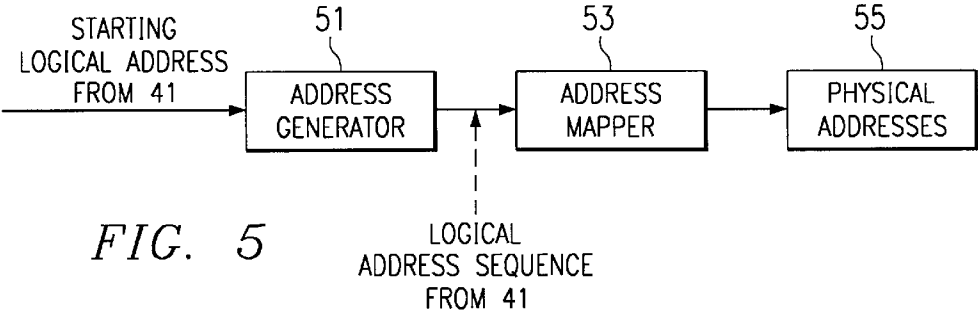 STARTING
LOGICAL ADDRESS
FROM 41
51
ADDRESS
GENERATOR
53
ADDRESS
MAPPER
55
PHYSICAL
ADDRESSES
LOGICAL
ADDRESS SEQUENCE
FROM 41
FIG. 5